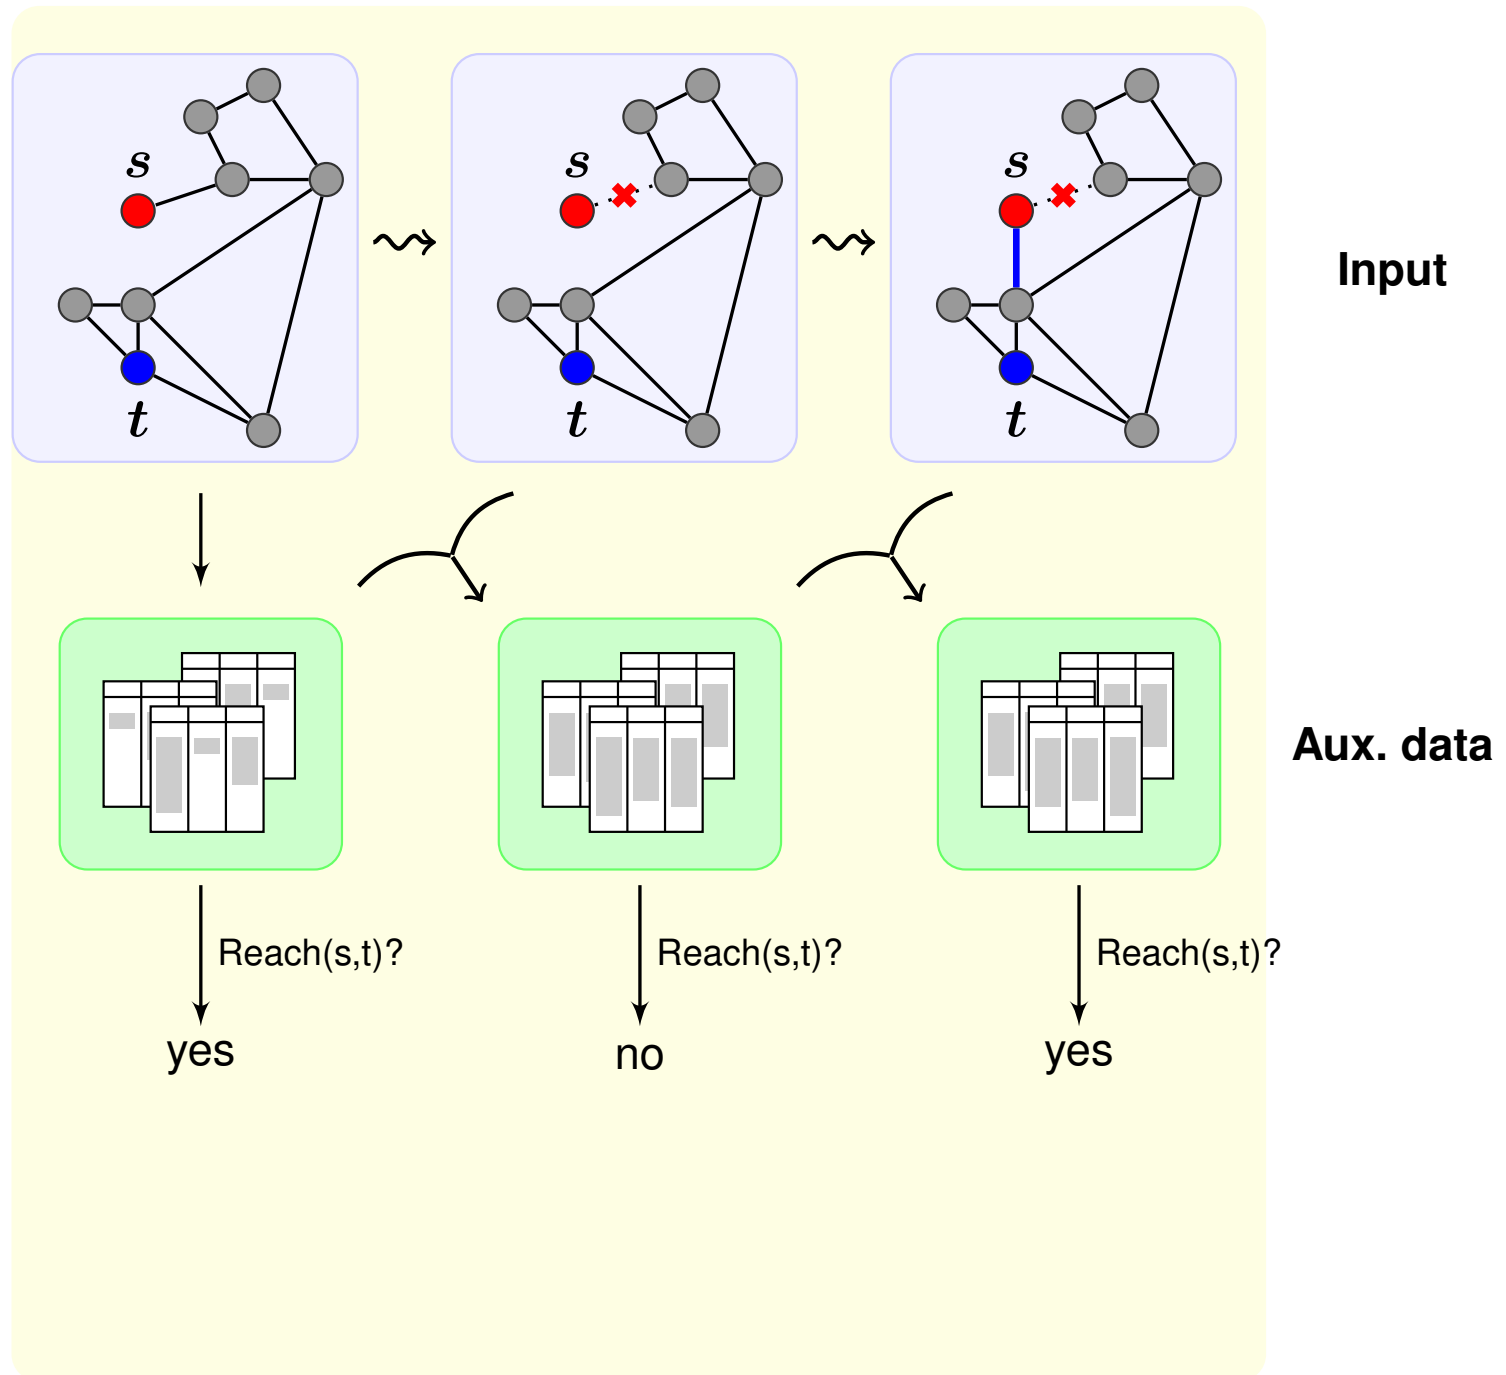 s s s
Input
t t t
Aux. data
Reach(s,t)? Reach(s,t)? Reach(s,t)?
yes no yes